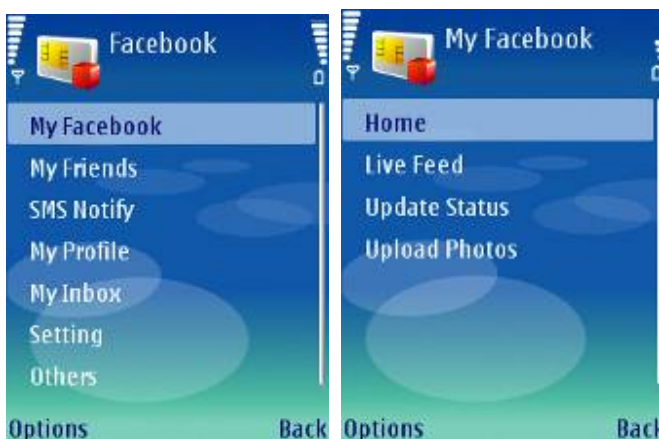 Facebook
My Facebook
My Friends
SMS Notify
My Profile
My Inbox
Setting
Others
Options Back
My Facebook
Home
Live Feed
Update Status
Upload Photos
Options Back